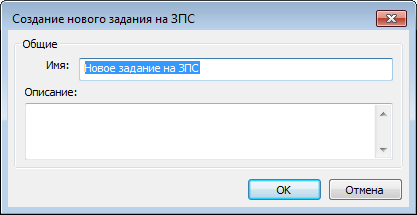 Создание нового задания на ЗПС
Общие
Имя: Новое задание на ЗПС
Описание:
OK Отмена